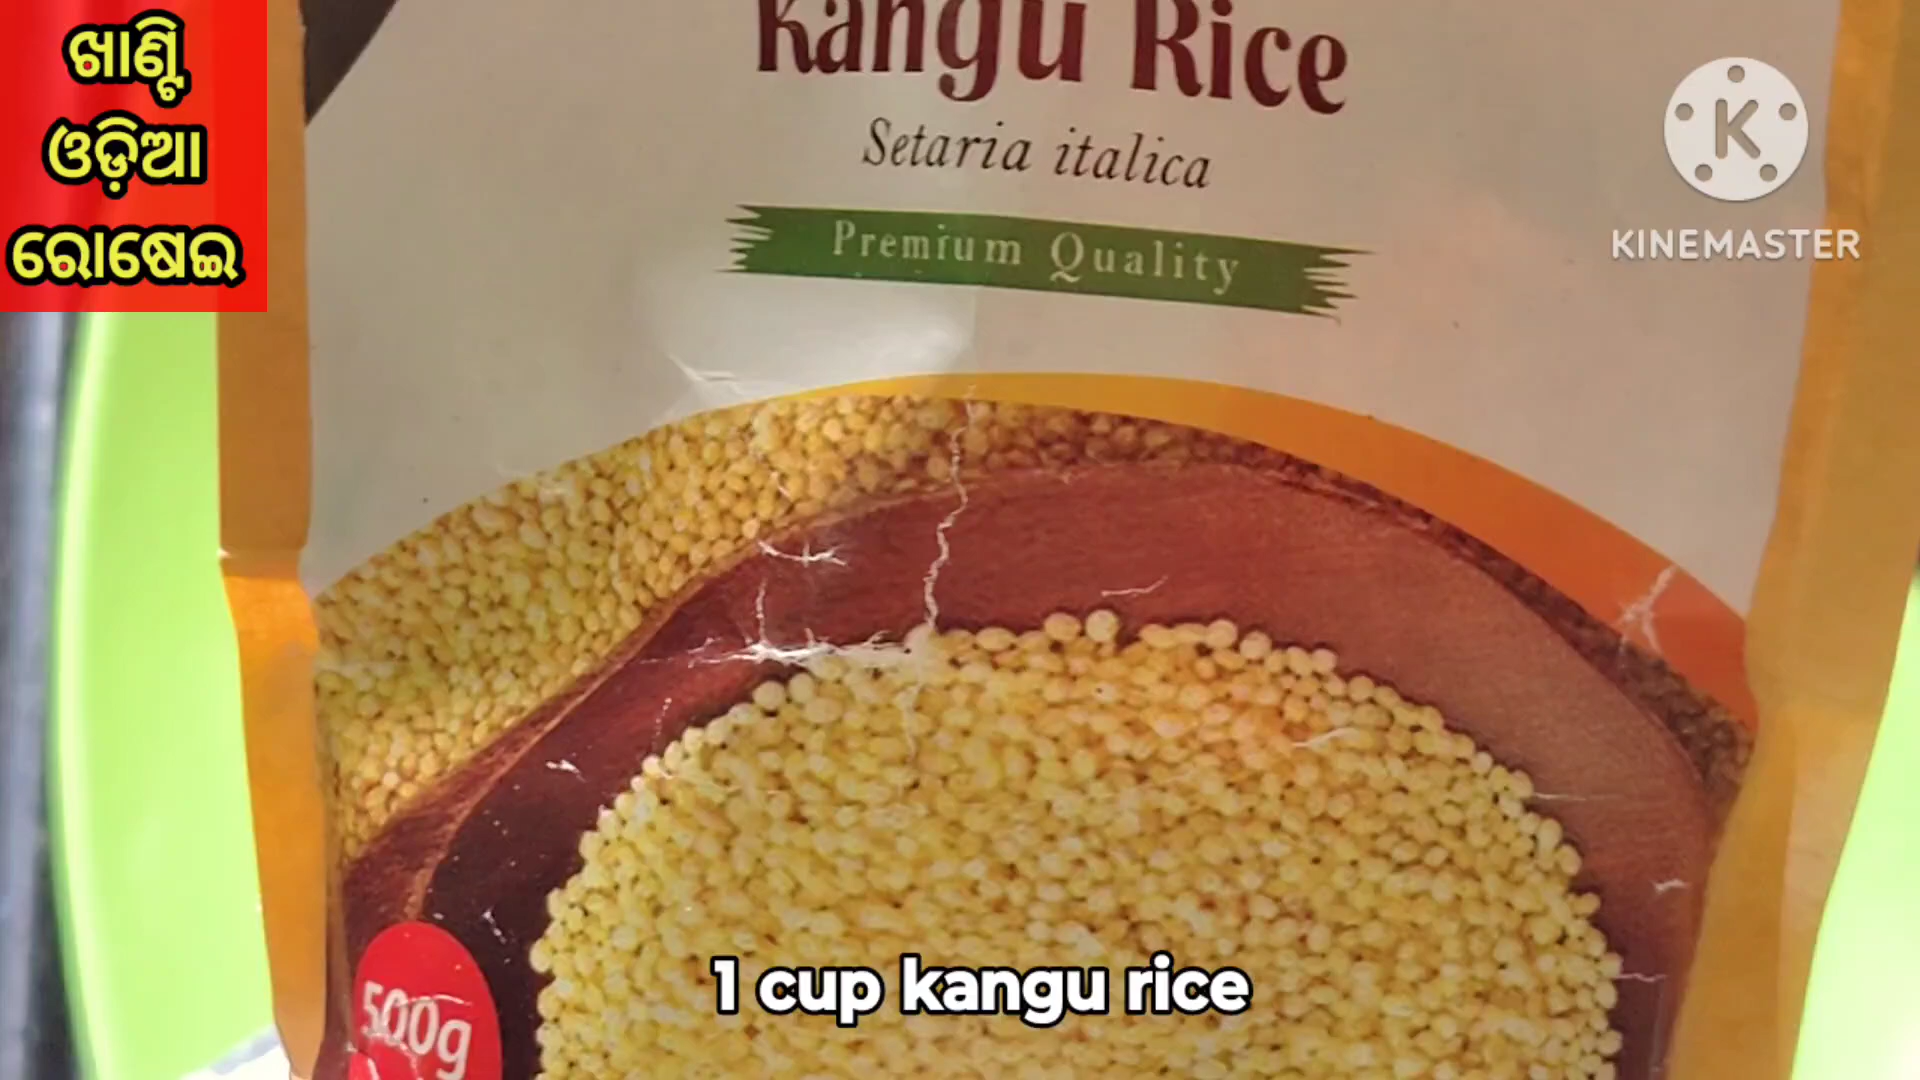 ଖାଣ୍ଟି
ଓଡ଼ିଆ
ରୋଷେଇ
Kangu Rice
Setaria italica
Premium Quality
K
KINEMASTER
500g
1 cup kangu rice